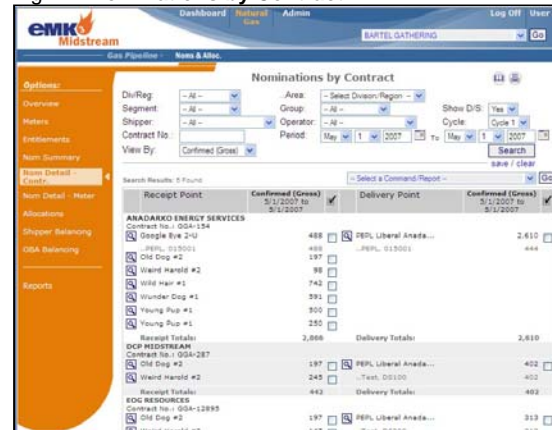 eMK
Midstream
Dashboard Natural Gas Admin Log Off User
BARTEL GATHERING Go
Gas Pipeline Noms & Alloc.
Options:
Overview
Meters
Entitlements
Nom Summary
Nom Detail - Contr.
Nom Detail - Meter
Allocations
Shipper Balancing
OBA Balancing
Reports
Nominations by Contract
Div/Reg: -- All -- Area: -- Select Division/Region --
Segment: -- All -- Group: -- All -- Show D/S: Yes
Shipper: -- All -- Operator: -- All -- Cycle: Cycle 1
Contract No.: Period: May 1 2007 To May 1 2007
View By: Confirmed (Gross) Search
save / clear
Search Results: 5 Found -- Select a Command/Report -- Go
Receipt Point Confirmed (Gross) 5/1/2007 to 5/1/2007 Delivery Point Confirmed (Gross) 5/1/2007 to 5/1/2007
ANADARKO ENERGY SERVICES
Contract No.: GGA-154
Google Eye 2-U 488 PEPL Liberal Anada... 2,610
..PEPL, 015001 488 ..PEPL, 015001 444
Old Dog #2 197
Weird Harold #2 98
Wild Hair #1 742
Wunder Dog #1 591
Young Pup #1 500
Young Pup #1 250
Receipt Totals: 2,866 Delivery Totals: 2,610
DCP MIDSTREAM
Contract No.: GGA-287
Old Dog #2 197 PEPL Liberal Anada... 402
Weird Harold #2 245 ..Test, DS100 402
Receipt Totals: 442 Delivery Totals: 402
EOG RESOURCES
Contract No.: GGA-12895
Old Dog #2 197 PEPL Liberal Anada... 313